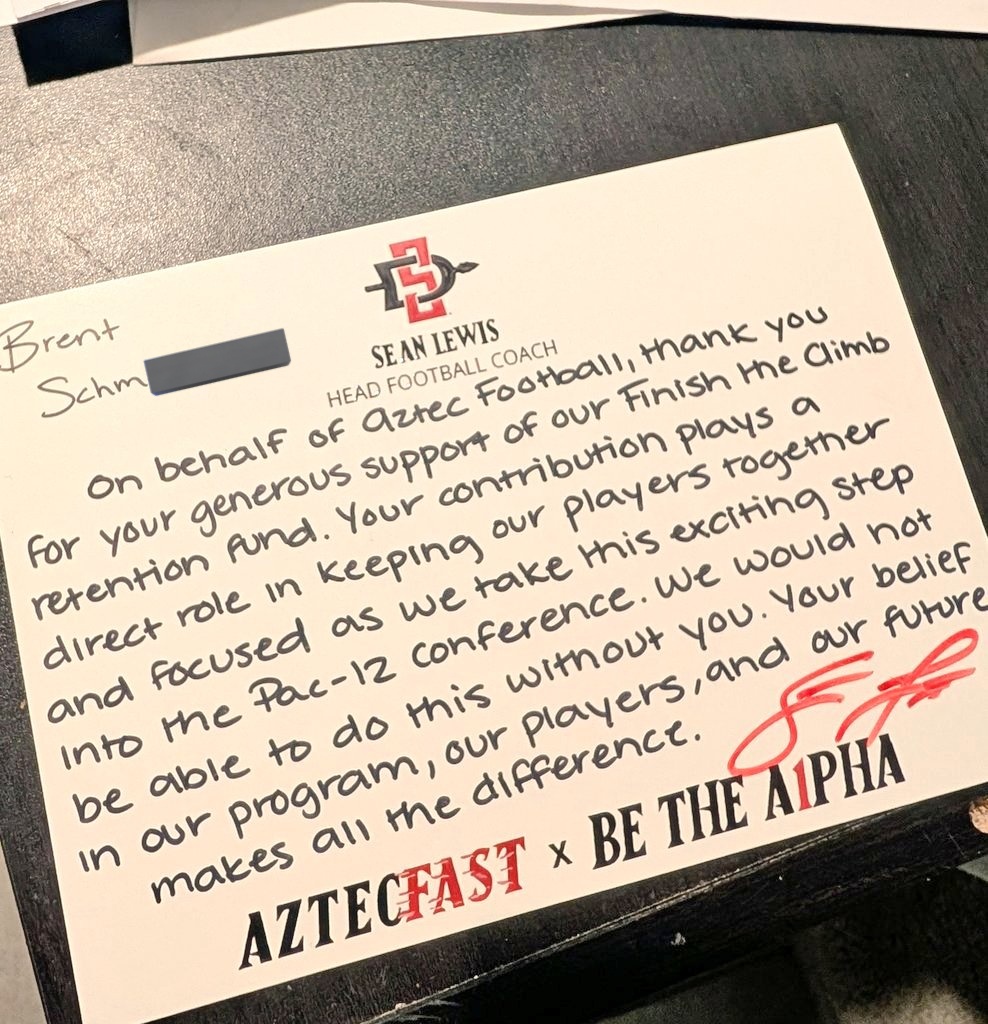 Brent
Schm
SEAN LEWIS
HEAD FOOTBALL COACH
On behalf of Aztec Football, thank you
for your generous support of our Finish the Climb
retention fund. Your contribution plays a
direct role in keeping our players together
and focused as we take this exciting step
into the Pac-12 conference. We would not
be able to do this without you. Your belief
in our program, our players, and our future
makes all the difference.
AZTECFAST x BE THE A1PHA